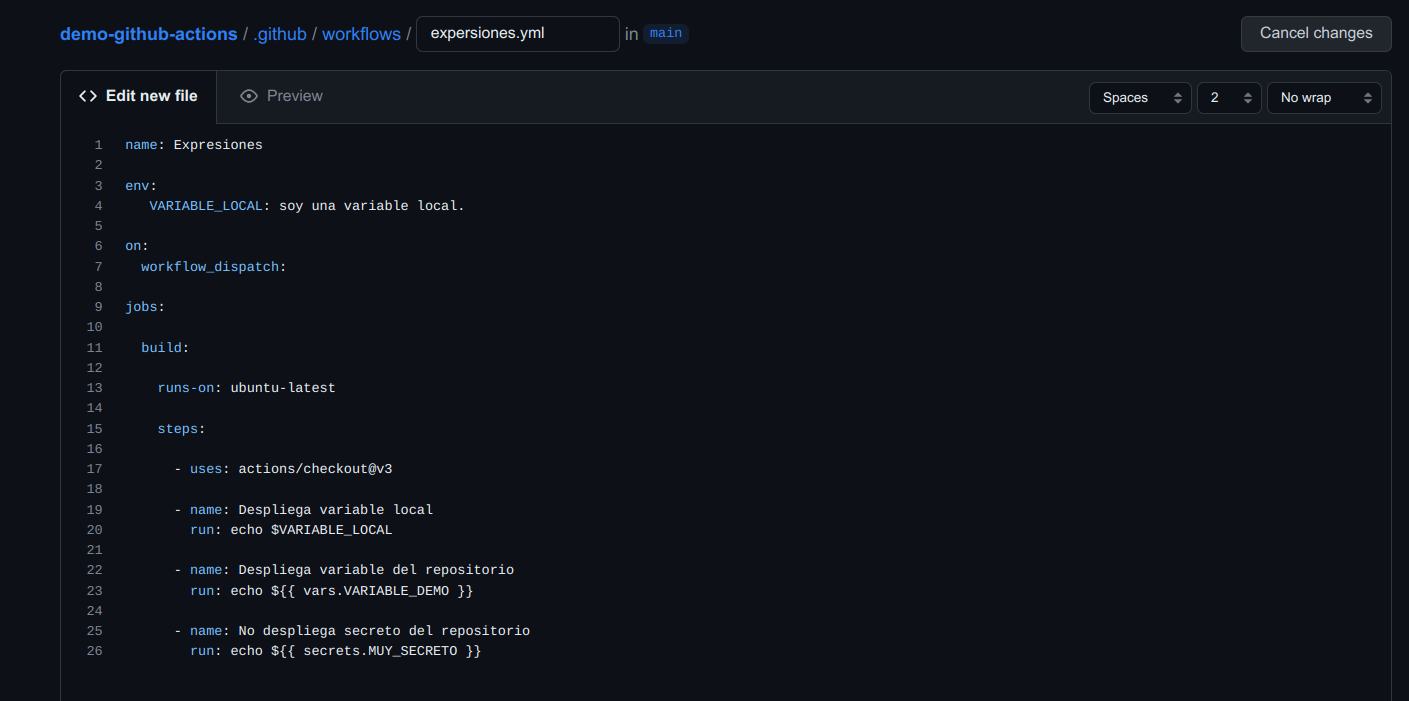 demo-github-actions / .github / workflows / expersiones.yml in main Cancel changes
Edit new file Preview Spaces 2 No wrap
1 name: Expresiones
2
3 env:
4 VARIABLE_LOCAL: soy una variable local.
5
6 on:
7 workflow_dispatch:
8
9 jobs:
10
11 build:
12
13 runs-on: ubuntu-latest
14
15 steps:
16
17 - uses: actions/checkout@v3
18
19 - name: Despliega variable local
20 run: echo $VARIABLE_LOCAL
21
22 - name: Despliega variable del repositorio
23 run: echo ${{ vars.VARIABLE_DEMO }}
24
25 - name: No despliega secreto del repositorio
26 run: echo ${{ secrets.MUY_SECRETO }}